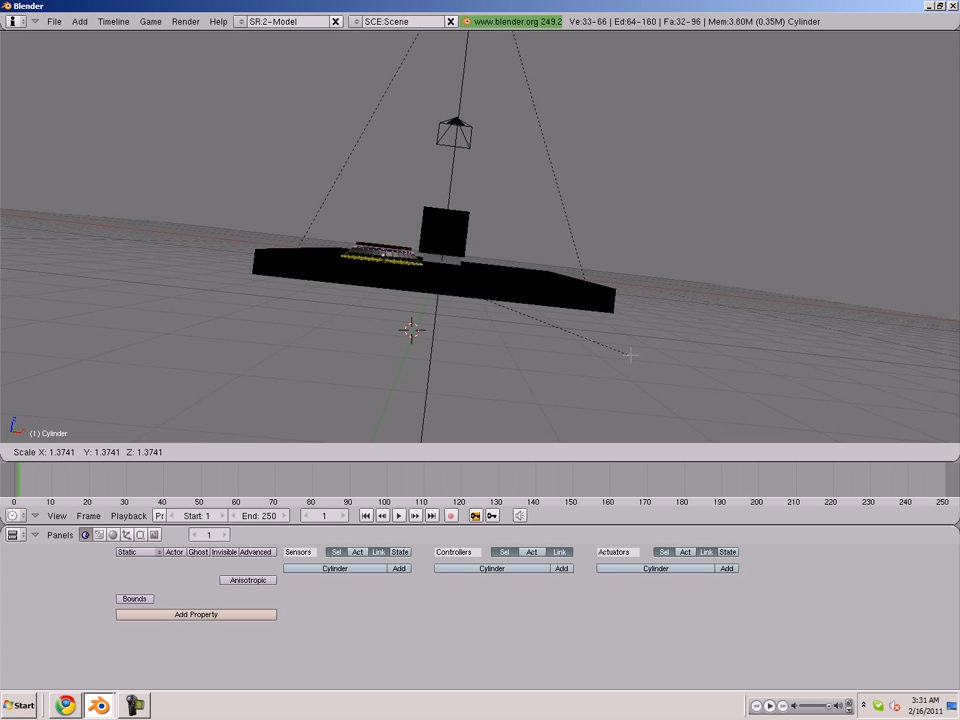 Blender
File Add Timeline Game Render SR:2-Model SCE:Scene www.blender.org 249.2 Ve:33-66 | Ed:64-160 | Fa:32-96 | Mem:3.80M (0.35M) Cylinder
(1) Cylinder
Scale X: 1.3741 Y: 1.3741 Z: 1.3741
0 10 20 30 40 50 60 70 80 90 100 110 120 130 140 150 160 170 180 190 200 210 220 230 240 250
View Frame Playback Pr Start: 1 End: 250 1
Panels 1
Static Actor Ghost Invisible Advanced Sensors Sel Act Link State Controllers Sel Act Link Actuators Sel Act Link State
Cylinder Add Cylinder Add Cylinder Add
Anisotropic
Bounds
Add Property
Start 3:31 AM
2/16/2011